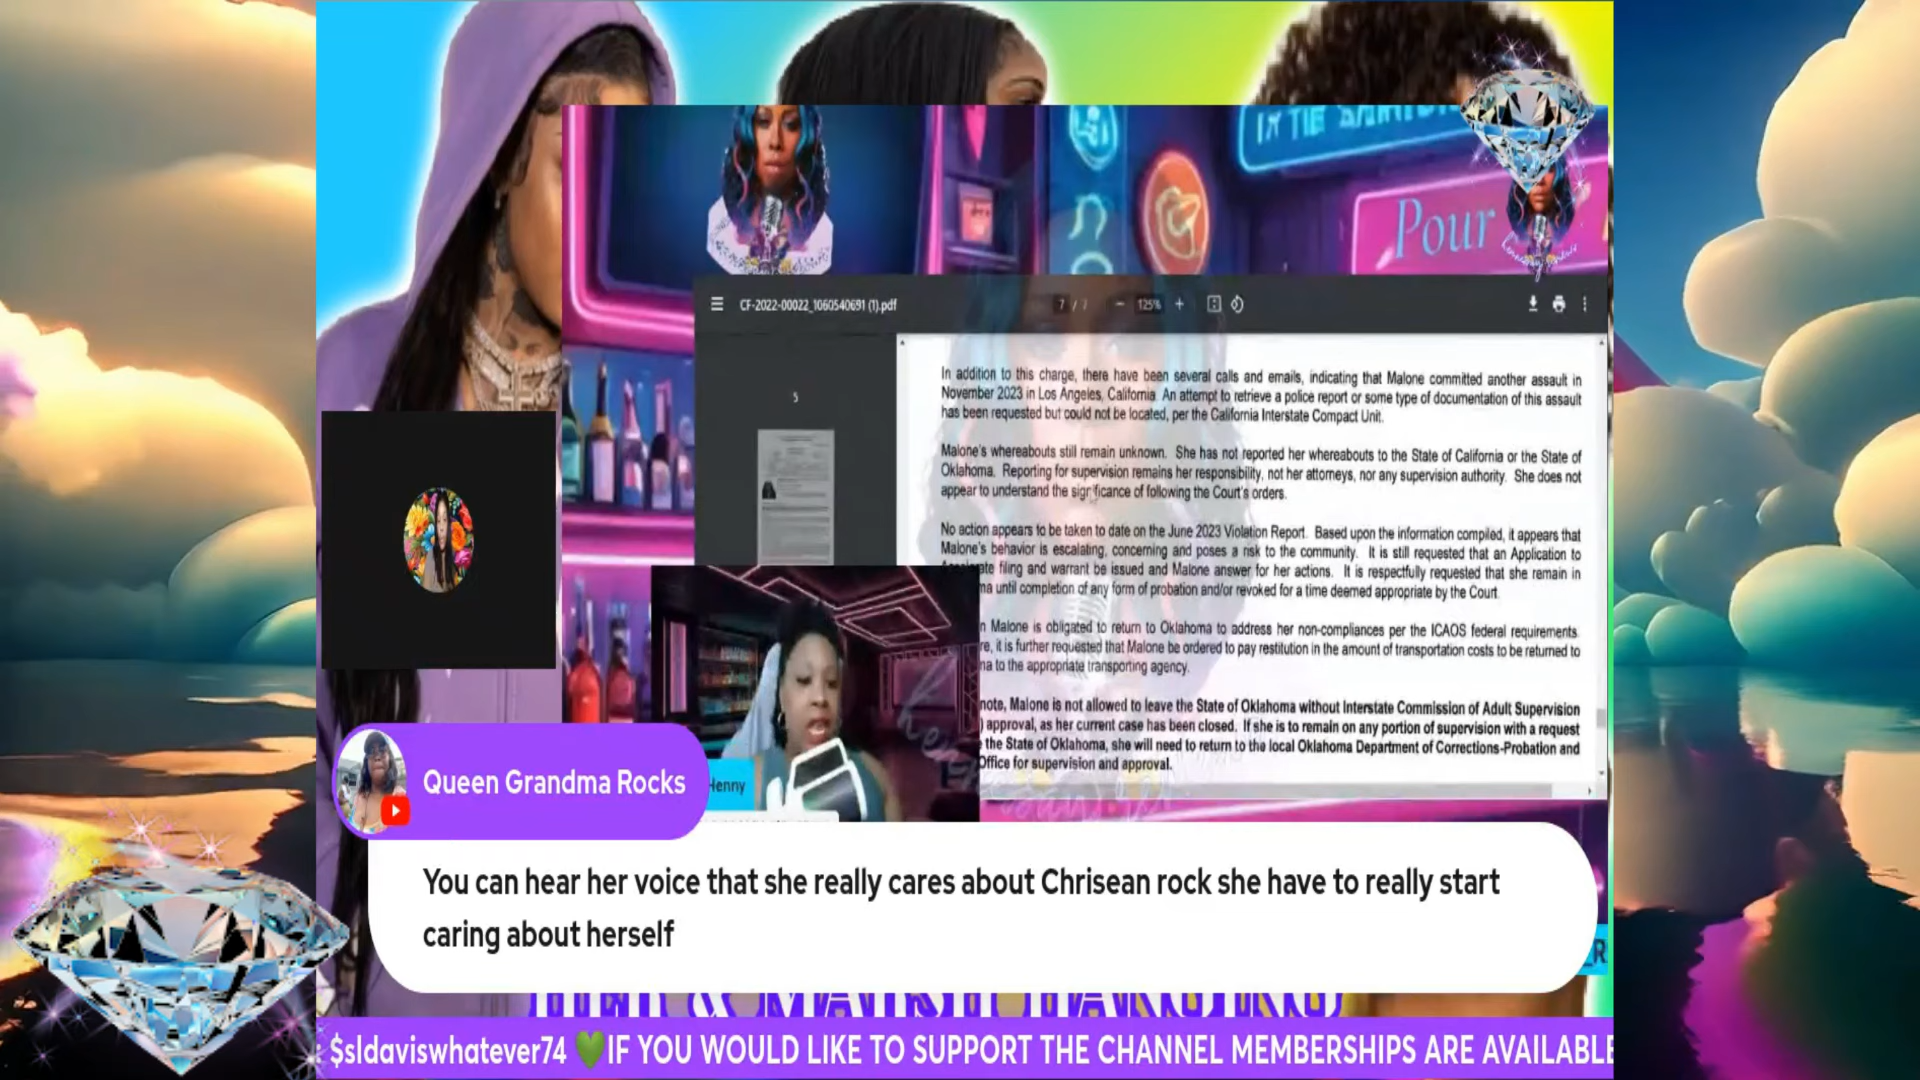 Pour
CF-2022-00022_1060540691 (1).pdf
7 / 7
125%
5
In addition to this charge, there have been several calls and emails, indicating that Malone committed another assault in
November 2023 in Los Angeles, California. An attempt to retrieve a police report or some type of documentation of this assault
has been requested but could not be located, per the California Interstate Compact Unit.
Malone's whereabouts still remain unknown. She has not reported her whereabouts to the State of California or the State of
Oklahoma. Reporting for supervision remains her responsibility, not her attorneys, nor any supervision authority. She does not
appear to understand the significance of following the Court's orders.
No action appears to be taken to date on the June 2023 Violation Report. Based upon the information compiled, it appears that
Malone's behavior is escalating, concerning and poses a risk to the community. It is still requested that an Application to
filing and warrant be issued and Malone answer for her actions. It is respectfully requested that she remain in
ma until completion of any form of probation and/or revoked for a time deemed appropriate by the Court.
n Malone is obligated to return to Oklahoma to address her non-compliances per the ICAOS federal requirements.
re, it is further requested that Malone be ordered to pay restitution in the amount of transportation costs to be returned to
na to the appropriate transporting agency.
note, Malone is not allowed to leave the State of Oklahoma without Interstate Commission of Adult Supervision
) approval, as her current case has been closed. If she is to remain on any portion of supervision with a request
the State of Oklahoma, she will need to return to the local Oklahoma Department of Corrections-Probation and
Office for supervision and approval.
Henny
Queen Grandma Rocks
You can hear her voice that she really cares about Chrisean rock she have to really start
caring about herself
$sldaviswhatever74 💚IF YOU WOULD LIKE TO SUPPORT THE CHANNEL MEMBERSHIPS ARE AVAILABLE